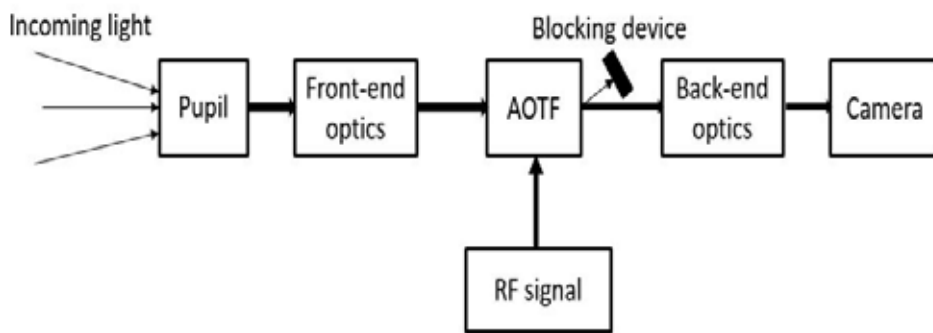 Incoming light
Blocking device
Pupil
Front-end
optics
AOTF
Back-end
optics
Camera
RF signal